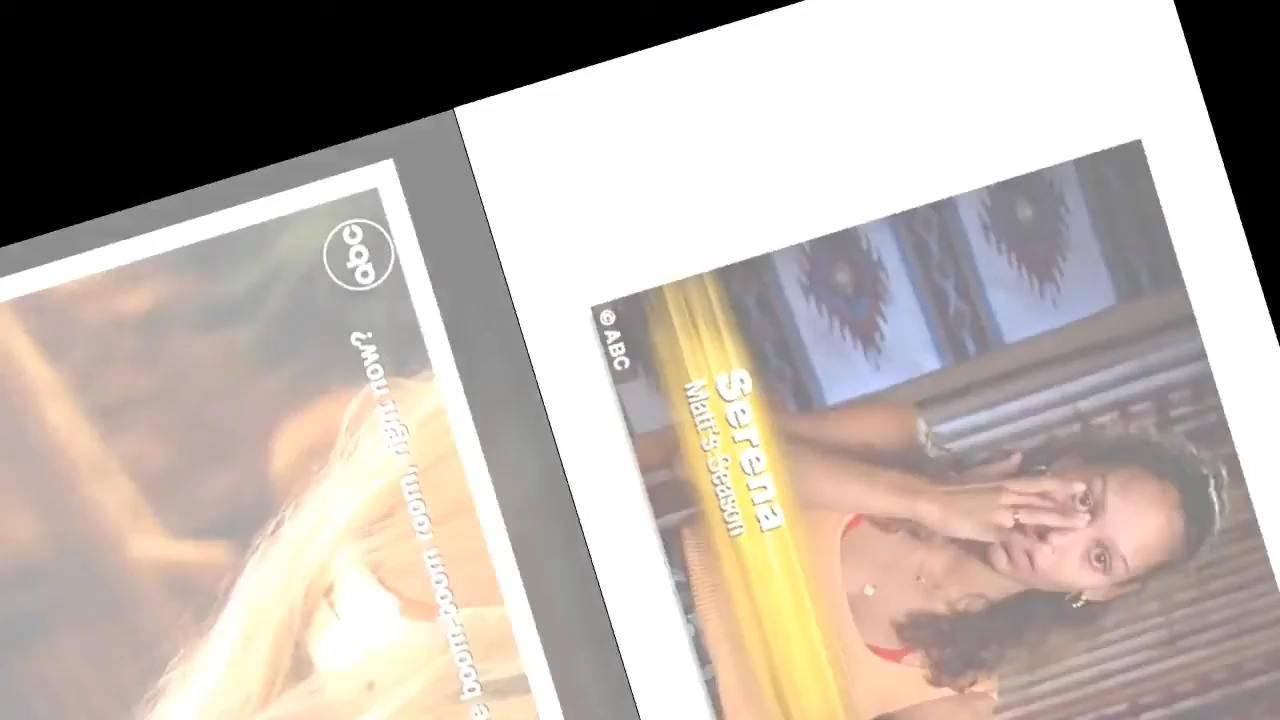 abc
e boom-boom room, right now?
© ABC
Serena
Matt's Season